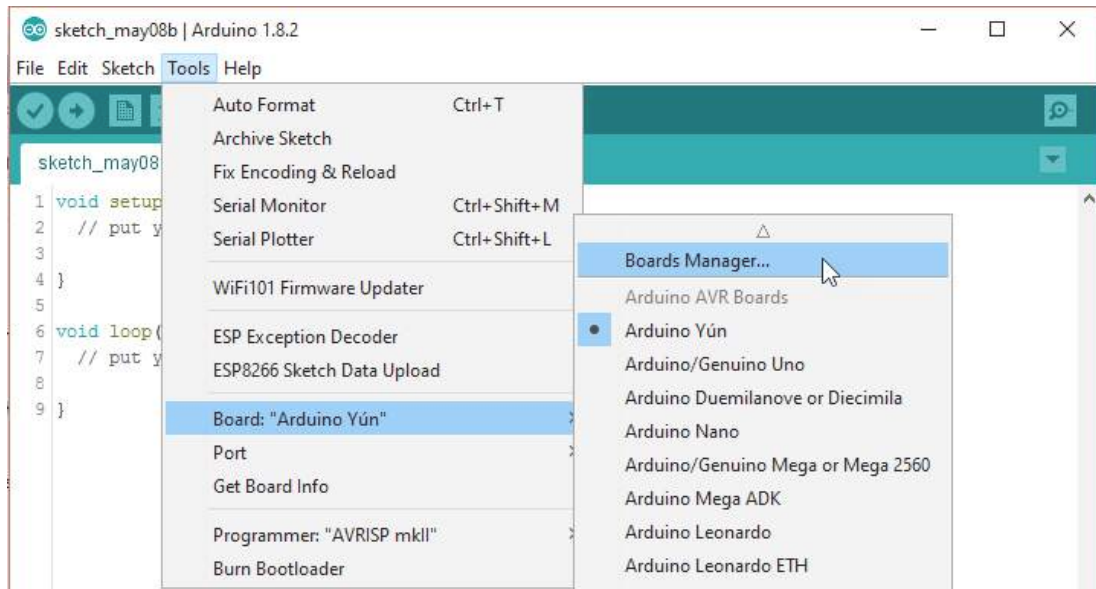 sketch_may08b | Arduino 1.8.2
File Edit Sketch Tools Help
sketch_may08
1 void setup
2 // put y
3
4 }
5
6 void loop(
7 // put y
8
9 }
Auto Format Ctrl+T
Archive Sketch
Fix Encoding & Reload
Serial Monitor Ctrl+Shift+M
Serial Plotter Ctrl+Shift+L
WiFi101 Firmware Updater
ESP Exception Decoder
ESP8266 Sketch Data Upload
Board: "Arduino Yún"
Port
Get Board Info
Programmer: "AVRISP mkII"
Burn Bootloader
Boards Manager...
Arduino AVR Boards
Arduino Yún
Arduino/Genuino Uno
Arduino Duemilanove or Diecimila
Arduino Nano
Arduino/Genuino Mega or Mega 2560
Arduino Mega ADK
Arduino Leonardo
Arduino Leonardo ETH